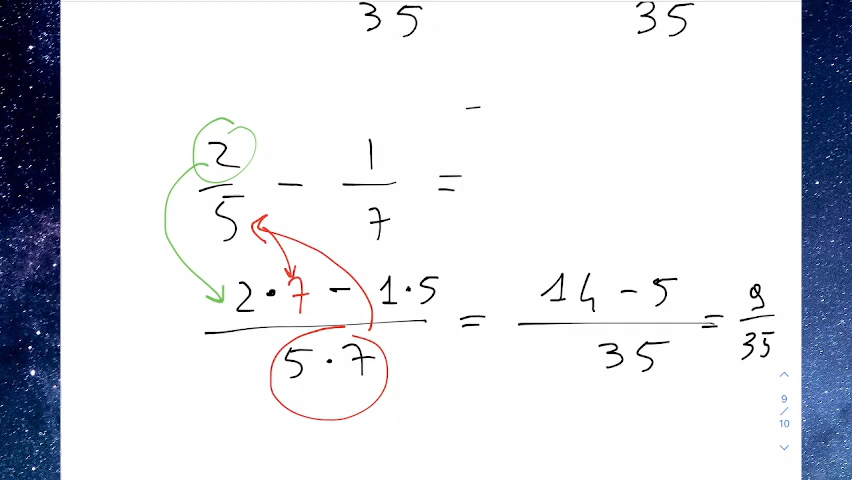 35 35
2/5 - 1/7 =
(2·7 - 1·5)/(5·7) = (14 - 5)/35 = 9/35
9
/
10